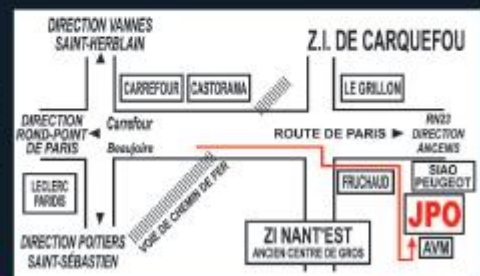 DIRECTION VANNES
SAINT-HERBLAIN
Z.I. DE CARQUEFOU
CARREFOUR
CASTORAMA
LE GRILLON
DIRECTION
ROND-POINT
DE PARIS
Carrefour
Beaujoire
ROUTE DE PARIS
RN23
DIRECTION
ANCENIS
LECLERC
PARIDIS
VOIE DE CHEMIN DE FER
FRUCHAUD
SIAO
PEUGEOT
JPO
AVM
DIRECTION POITIERS
SAINT-SÉBASTIEN
ZI NANT'EST
ANCIEN CENTRE DE GROS